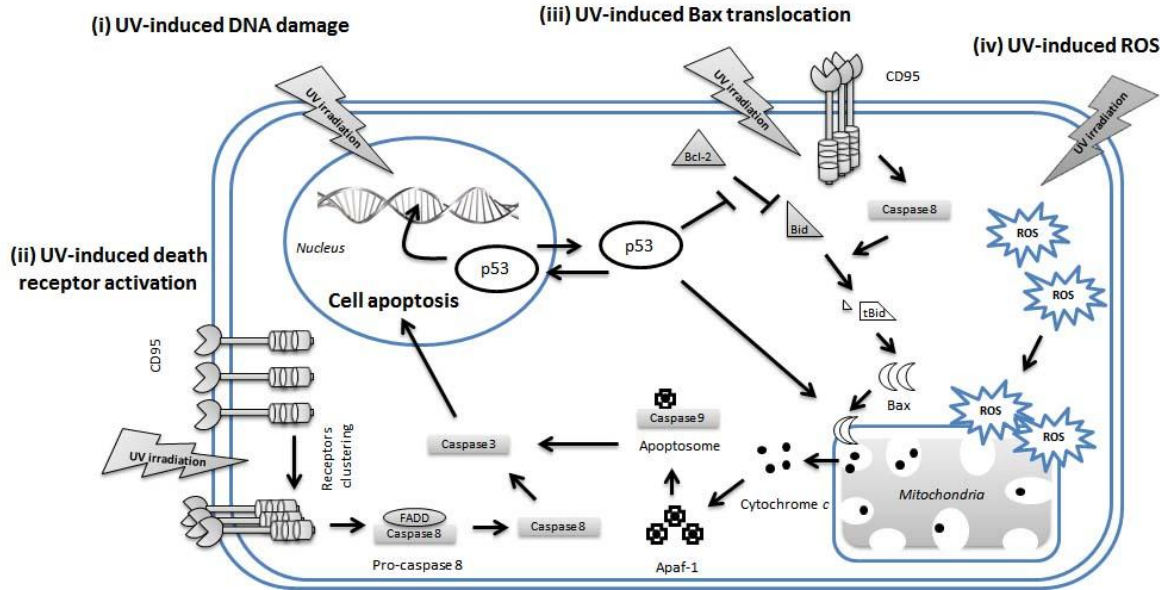 (i) UV-induced DNA damage
(iii) UV-induced Bax translocation
(iv) UV-induced ROS
UV irradiation
UV irradiation
CD95
UV irradiation
Bcl-2
Caspase 8
Bid
Nucleus
p53
p53
ROS
ROS
(ii) UV-induced death
receptor activation
Cell apoptosis
tBid
CD95
Bax
ROS
ROS
Caspase 9
Apoptosome
Caspase 3
UV irradiation
Receptors
clustering
Cytochrome c
Mitochondria
FADD
Caspase 8
Caspase 8
Pro-caspase 8
Apaf-1